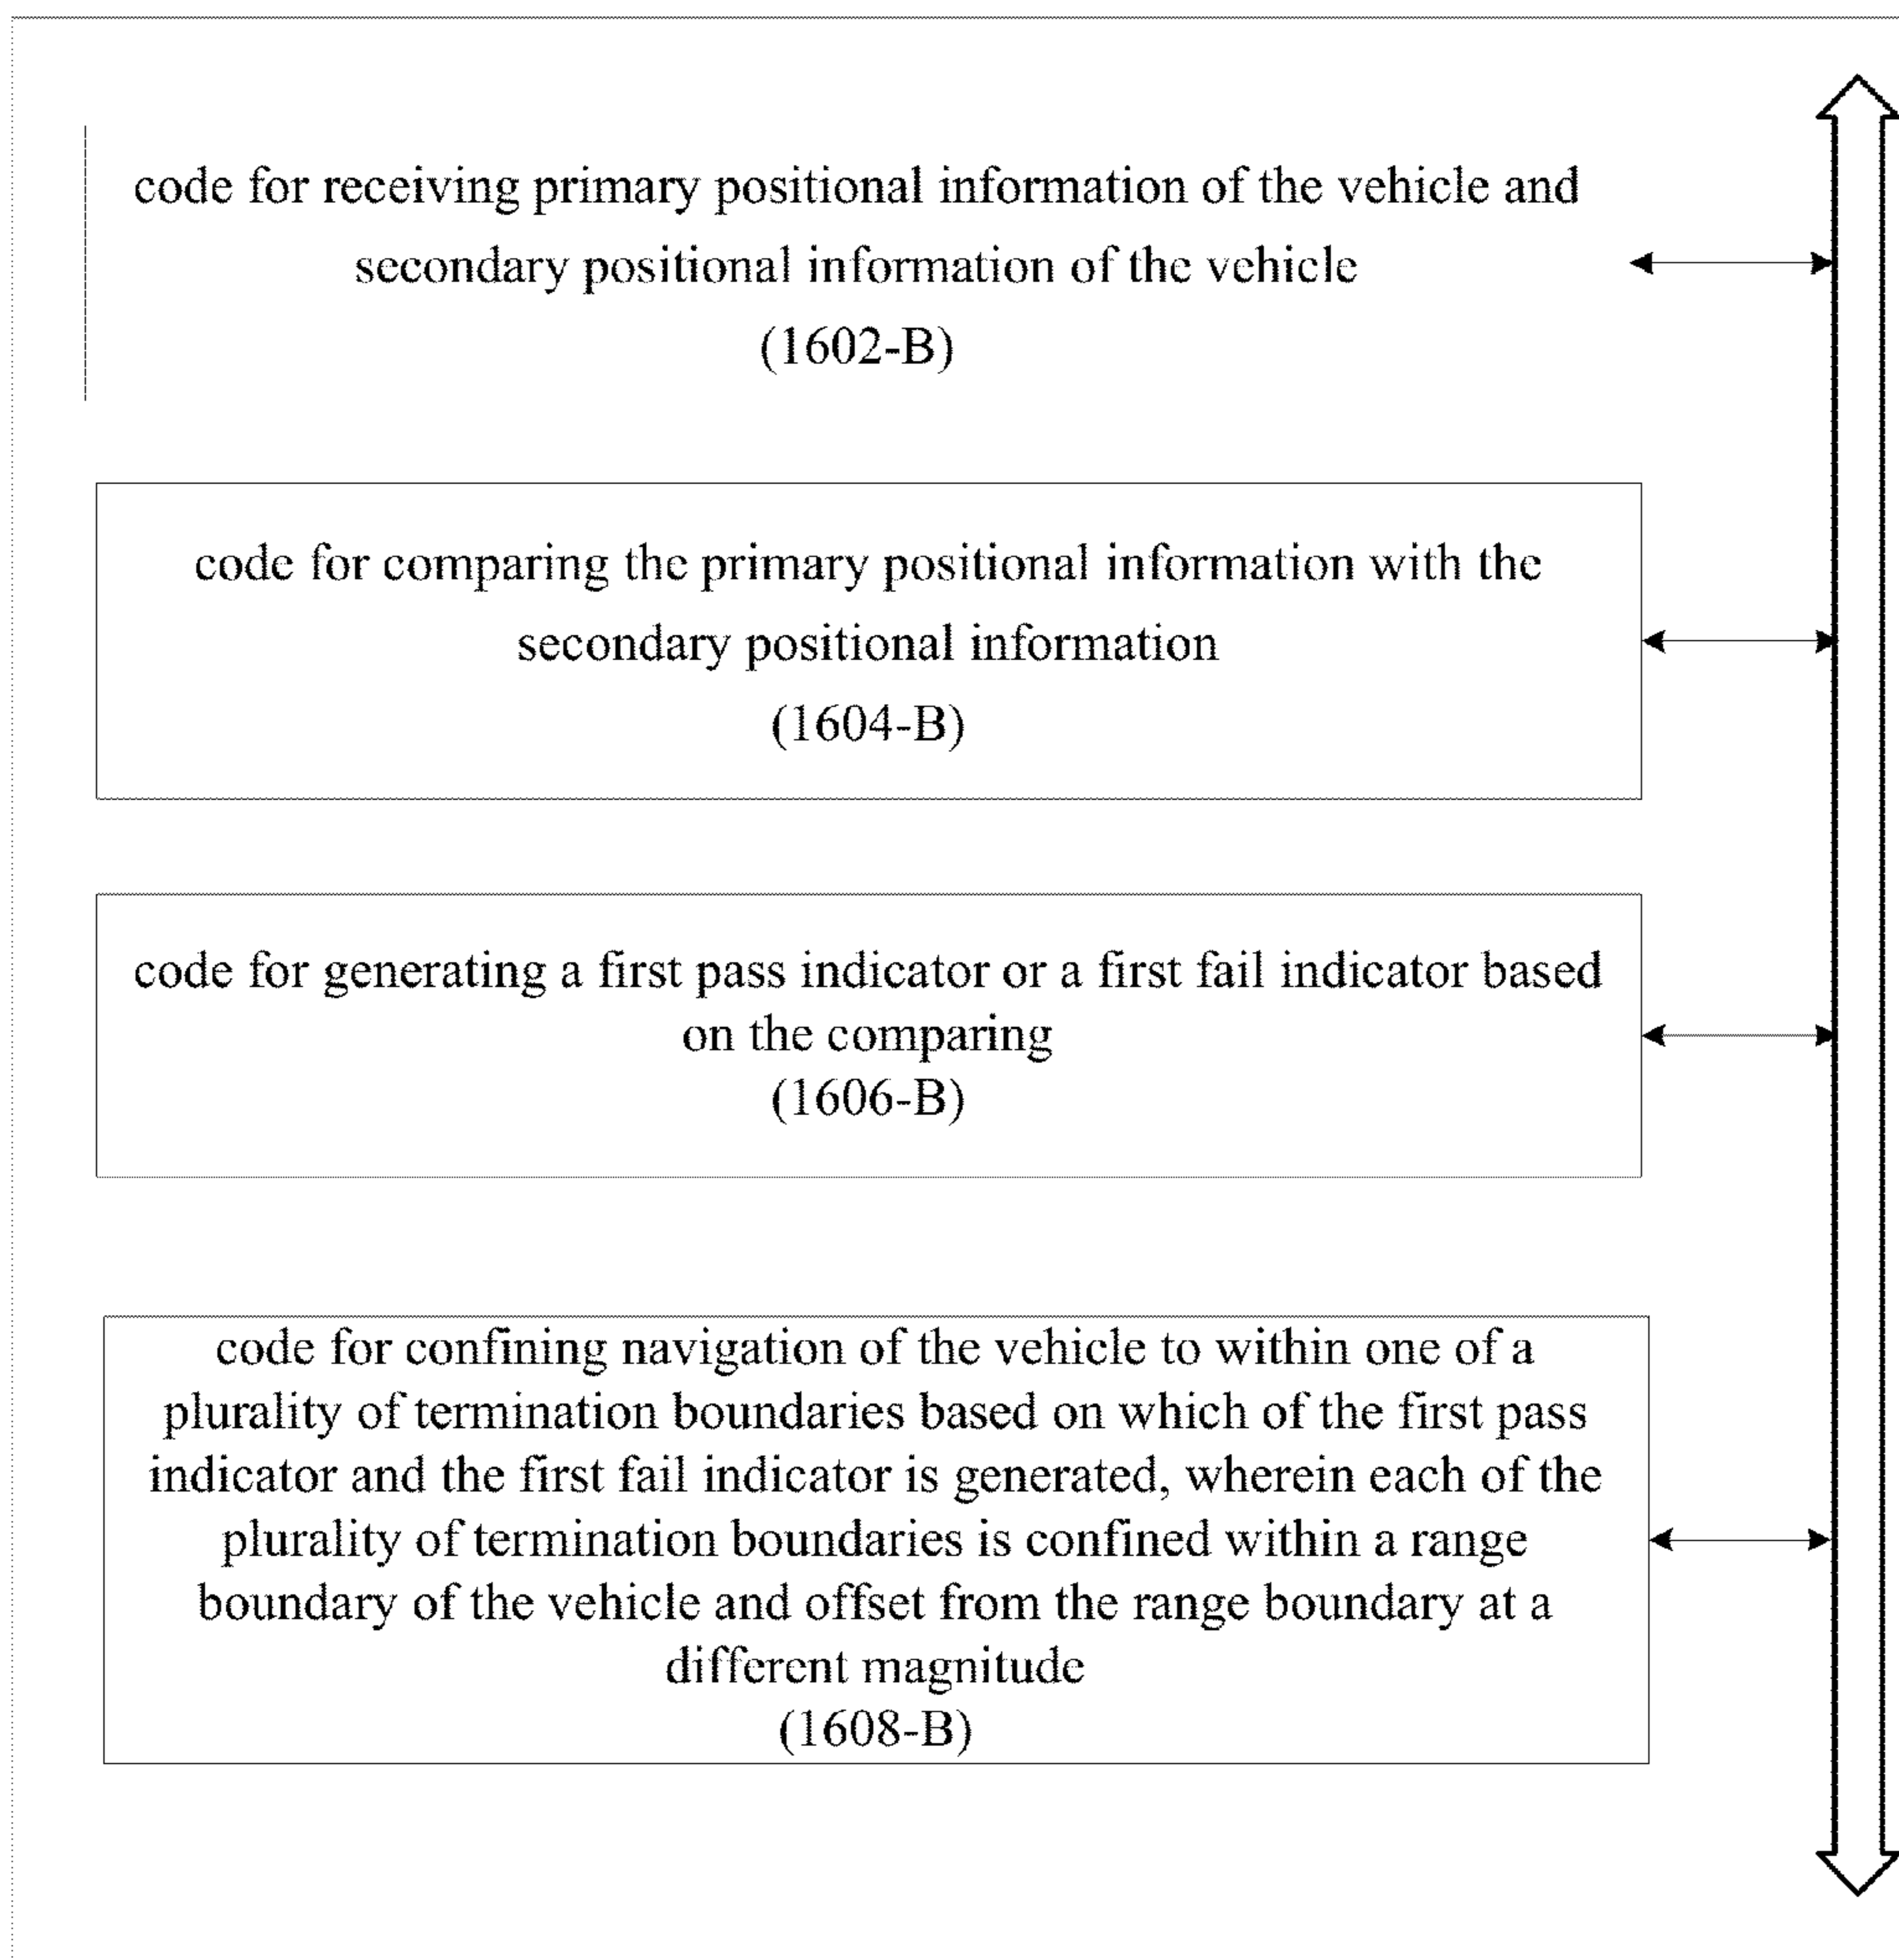 code for receiving primary positional information of the vehicle and
secondary positional information of the vehicle
(1602-B)
code for comparing the primary positional information with the
secondary positional information
(1604-B)
code for generating a first pass indicator or a first fail indicator based
on the comparing
(1606-B)
code for confining navigation of the vehicle to within one of a
plurality of termination boundaries based on which of the first pass
indicator and the first fail indicator is generated, wherein each of the
plurality of termination boundaries is confined within a range
boundary of the vehicle and offset from the range boundary at a
different magnitude
(1608-B)